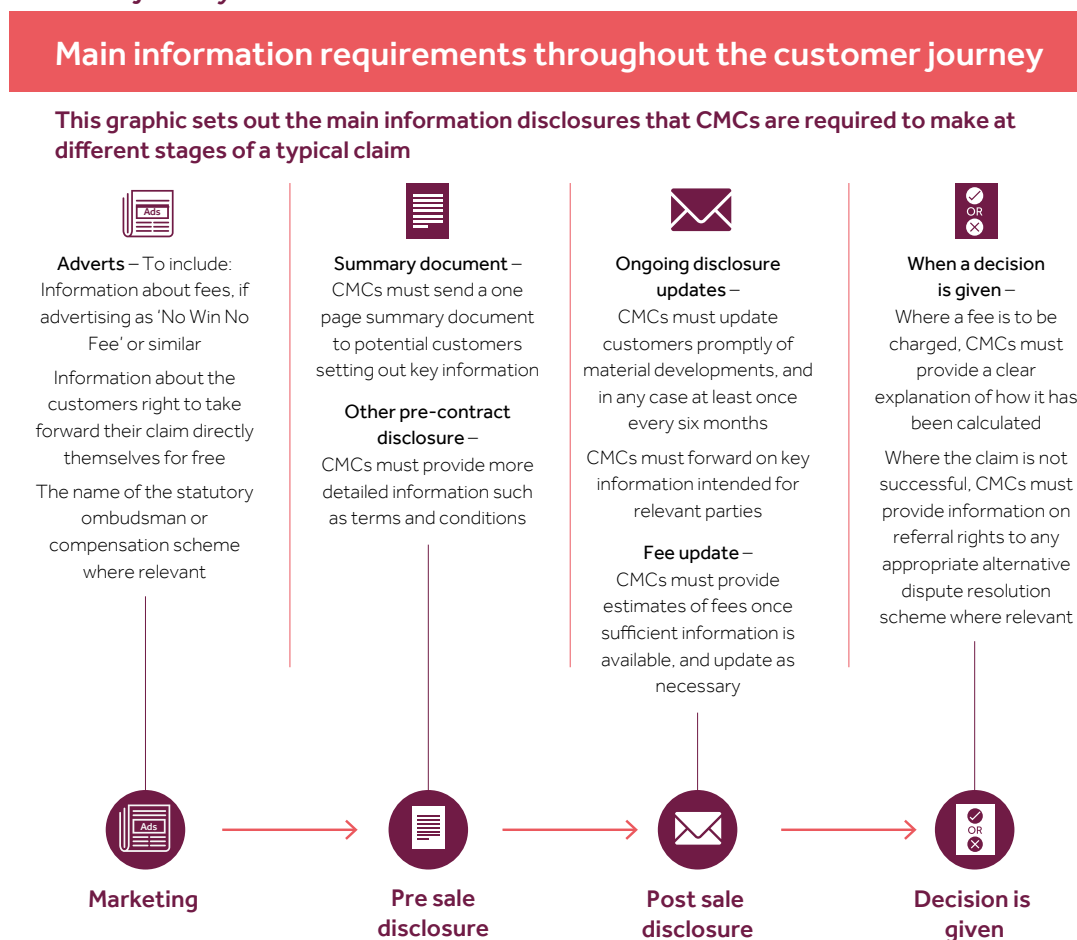 Main information requirements throughout the customer journey
This graphic sets out the main information disclosures that CMCs are required to make at
different stages of a typical claim
Ads
Adverts – To include:
Information about fees, if
advertising as ‘No Win No
Fee’ or similar
Information about the
customers right to take
forward their claim directly
themselves for free
The name of the statutory
ombudsman or
compensation scheme
where relevant
Summary document –
CMCs must send a one
page summary document
to potential customers
setting out key information
Other pre-contract
disclosure –
CMCs must provide more
detailed information such
as terms and conditions
Ongoing disclosure
updates –
CMCs must update
customers promptly of
material developments, and
in any case at least once
every six months
CMCs must forward on key
information intended for
relevant parties
Fee update –
CMCs must provide
estimates of fees once
sufficient information is
available, and update as
necessary
OR
When a decision
is given –
Where a fee is to be
charged, CMCs must
provide a clear
explanation of how it has
been calculated
Where the claim is not
successful, CMCs must
provide information on
referral rights to any
appropriate alternative
dispute resolution
scheme where relevant
Ads
Marketing
Pre sale
disclosure
Post sale
disclosure
OR
Decision is
given